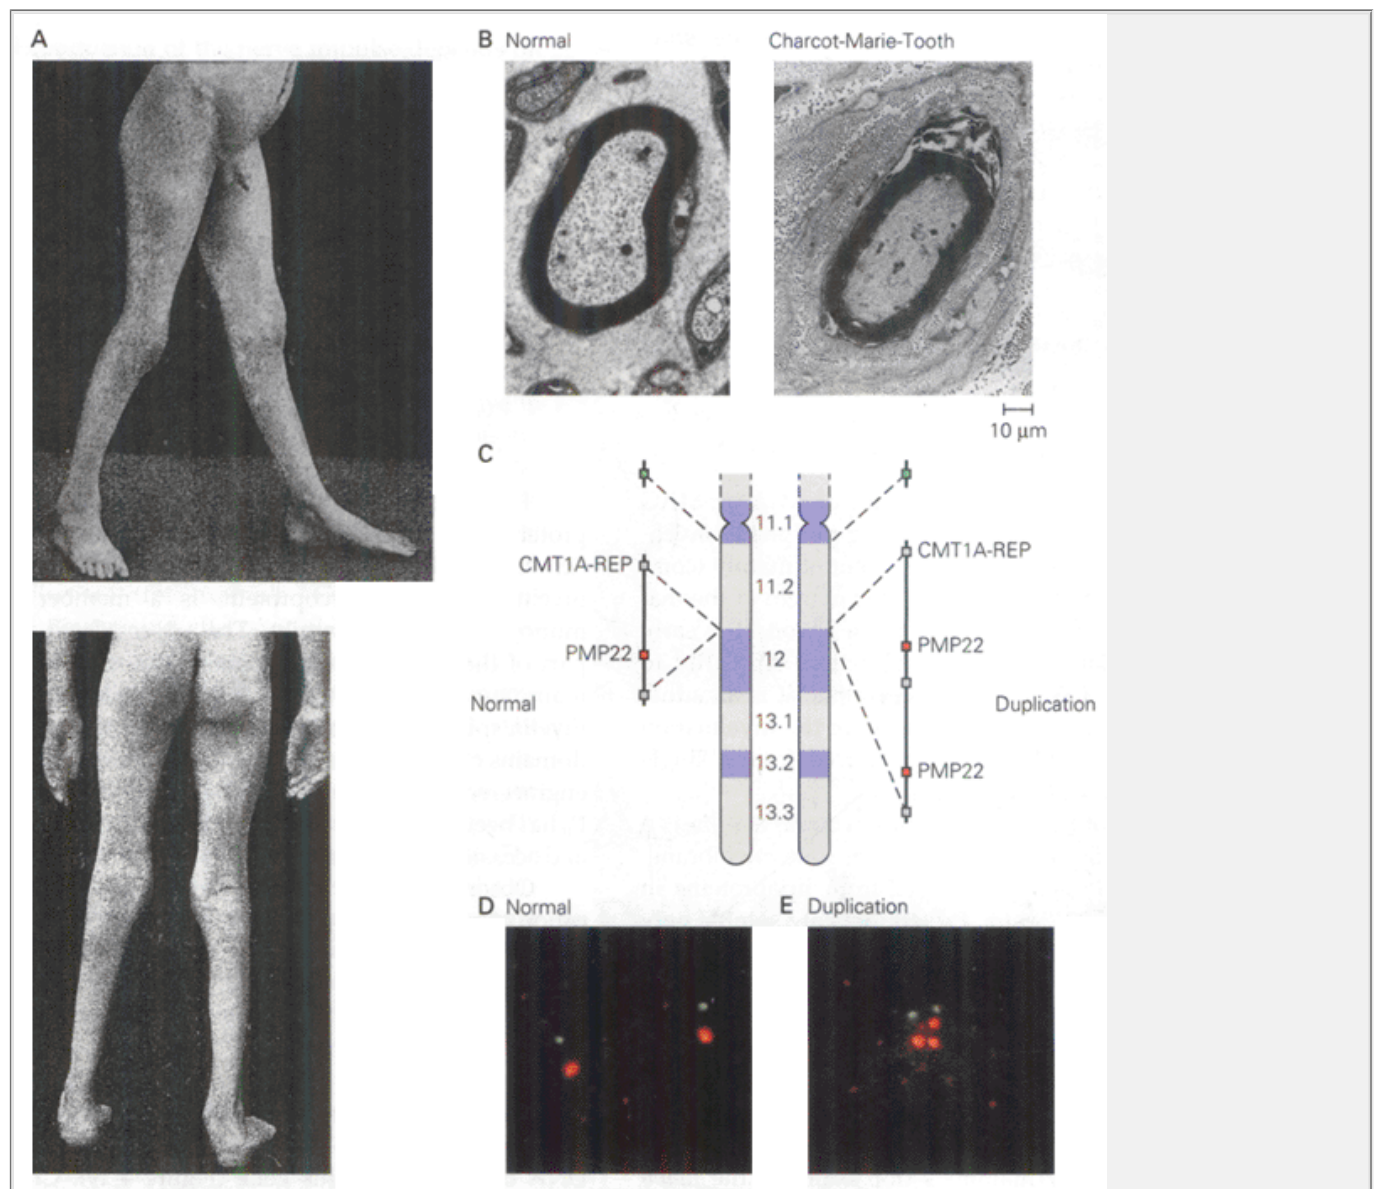 A
B Normal
Charcot-Marie-Tooth
10 µm
C
11.1
CMT1A-REP
CMT1A-REP
11.2
PMP22
12
PMP22
Normal
Duplication
13.1
13.2
PMP22
13.3
D Normal
E Duplication